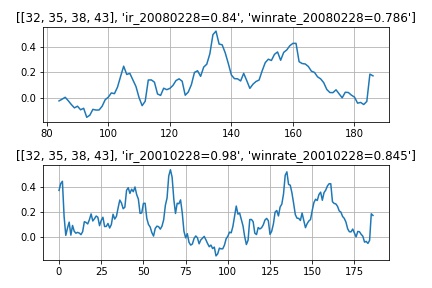 [[32, 35, 38, 43], 'ir_20080228=0.84', 'winrate_20080228=0.786']
0.4
0.2
0.0
80 100 120 140 160 180
[[32, 35, 38, 43], 'ir_20010228=0.98', 'winrate_20010228=0.845']
0.4
0.2
0.0
0 25 50 75 100 125 150 175